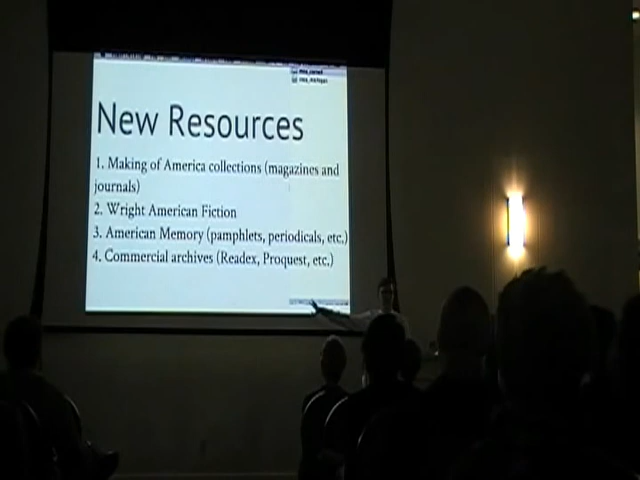 New Resources
1. Making of America collections (magazines and
journals)
2. Wright American Fiction
3. American Memory (pamphlets, periodicals, etc.)
4. Commercial archives (Readex, Proquest, etc.)